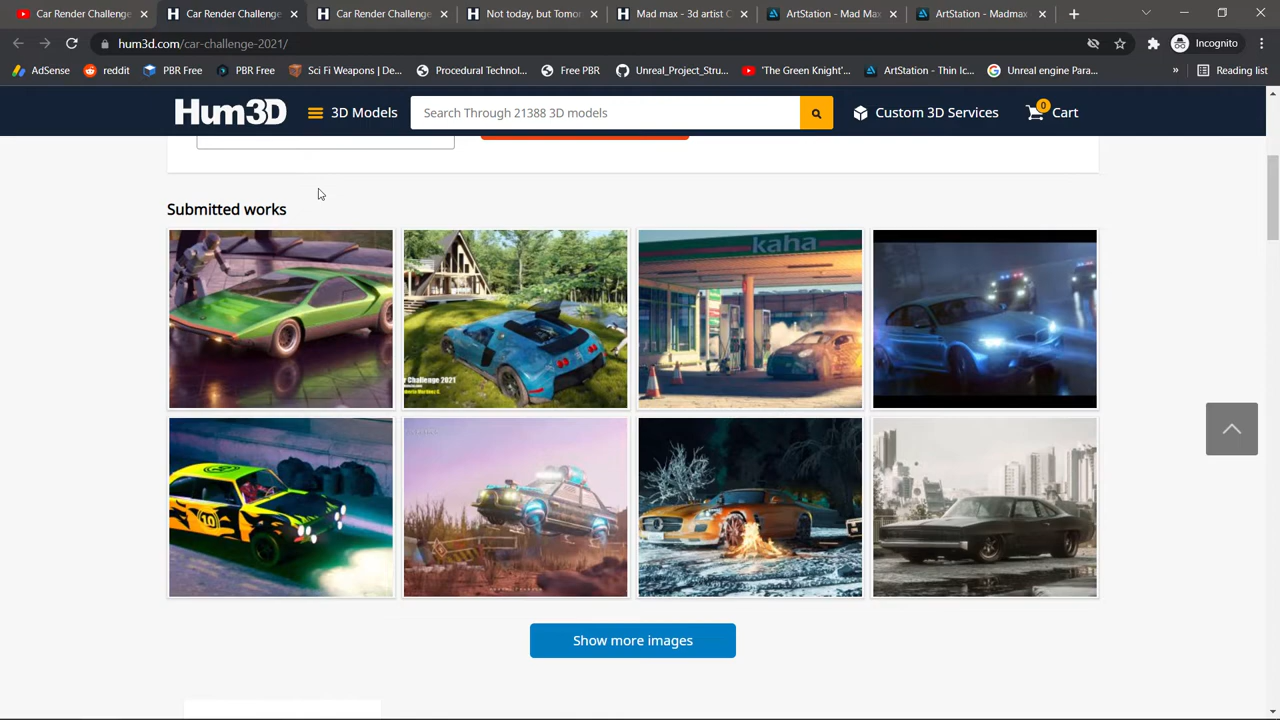 Car Render Challenge
Car Render Challenge
Car Render Challenge
Not today, but Tomor
Mad max - 3d artist C
ArtStation - Mad Max
ArtStation - Madmax
hum3d.com/car-challenge-2021/
Incognito
AdSense
reddit
PBR Free
PBR Free
Sci Fi Weapons | De...
Procedural Technol...
Free PBR
Unreal_Project_Stru...
'The Green Knight'...
ArtStation - Thin Ic...
Unreal engine Para...
»
Reading list
Hum3D
3D Models
Search Through 21388 3D models
Custom 3D Services
0
Cart
Submitted works
kaha
r Challenge 2021
10
Show more images